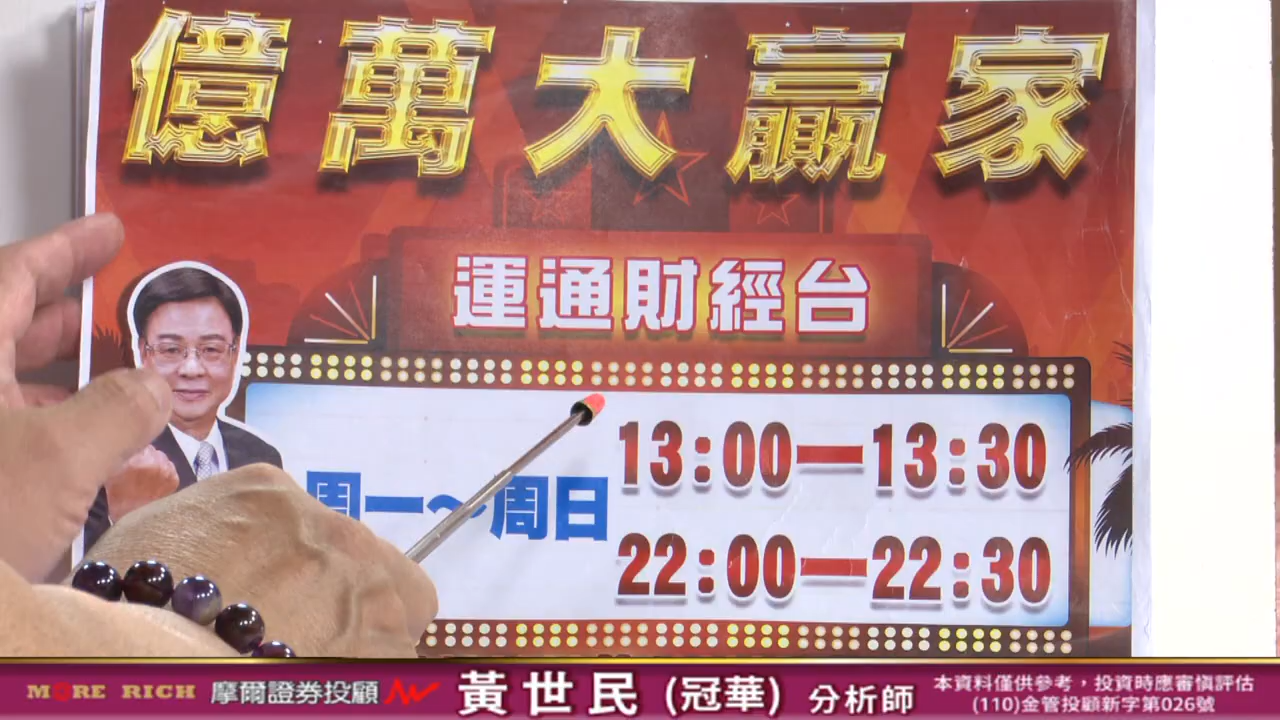 億萬大贏家
運通財經台
周一～周日
13:00—13:30
22:00—22:30
MORE RICH 摩爾證券投顧 黃世民(冠華) 分析師
本資料僅供參考，投資時應審慎評估
(110)金管投顧新字第026號